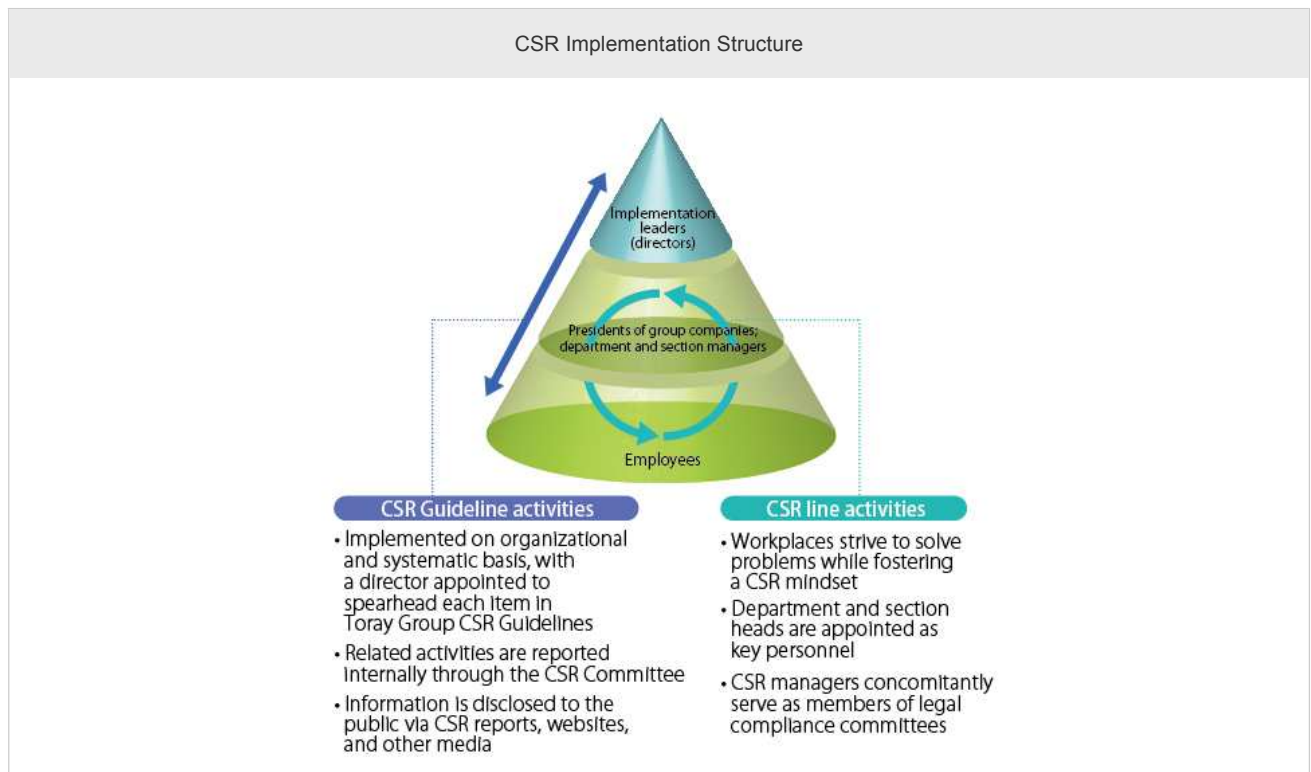 CSR Implementation Structure
Implementation
leaders
(directors)
Presidents of group companies;
department and section managers
Employees
CSR Guideline activities
• Implemented on organizational
and systematic basis, with
a director appointed to
spearhead each item in
Toray Group CSR Guidelines
• Related activities are reported
internally through the CSR Committee
• Information is disclosed to the
public via CSR reports, websites,
and other media
CSR line activities
• Workplaces strive to solve
problems while fostering
a CSR mindset
• Department and section
heads are appointed as
key personnel
• CSR managers concomitantly
serve as members of legal
compliance committees